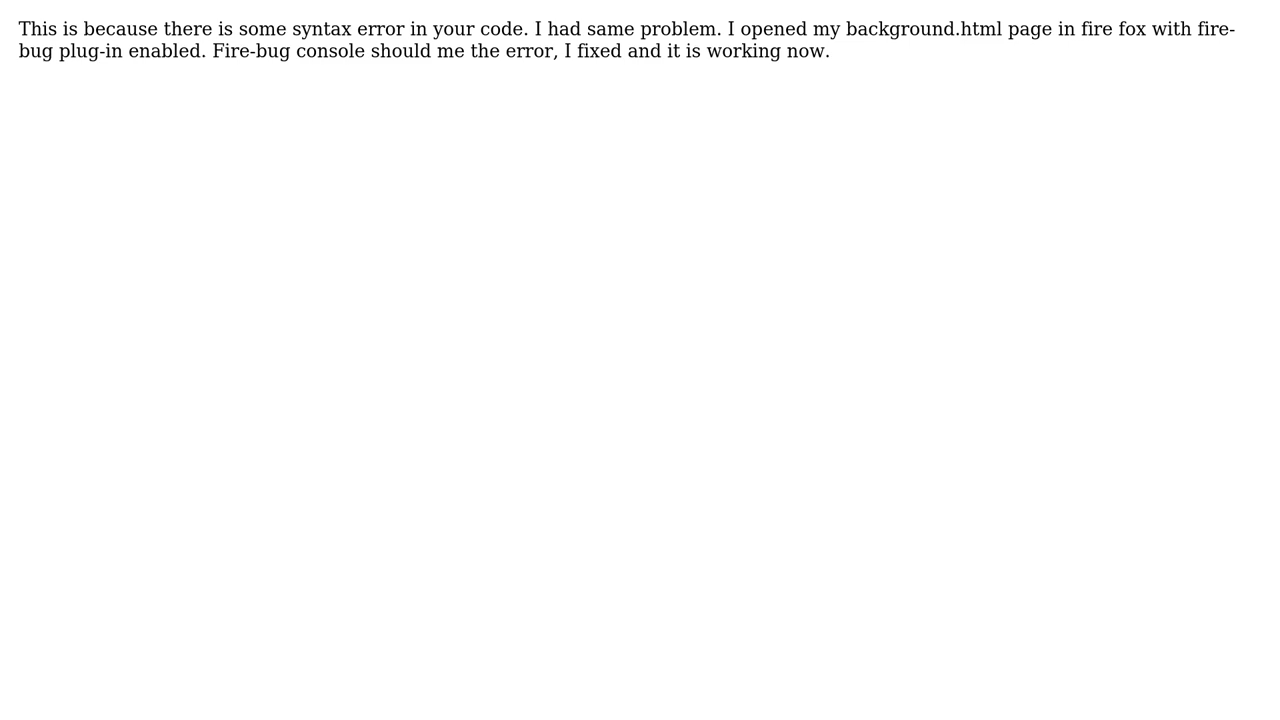 This is because there is some syntax error in your code. I had same problem. I opened my background.html page in fire fox with fire-
bug plug-in enabled. Fire-bug console should me the error, I fixed and it is working now.